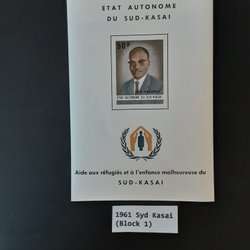 ETAT AUTONOME
DU SUD-KASAI
50F
ETAT AUTONOME DU SUD-KASAI
Aide aux réfugiés et à l'enfance malheureuse du
SUD-KASAI
1961 Syd Kasai
(Block 1)